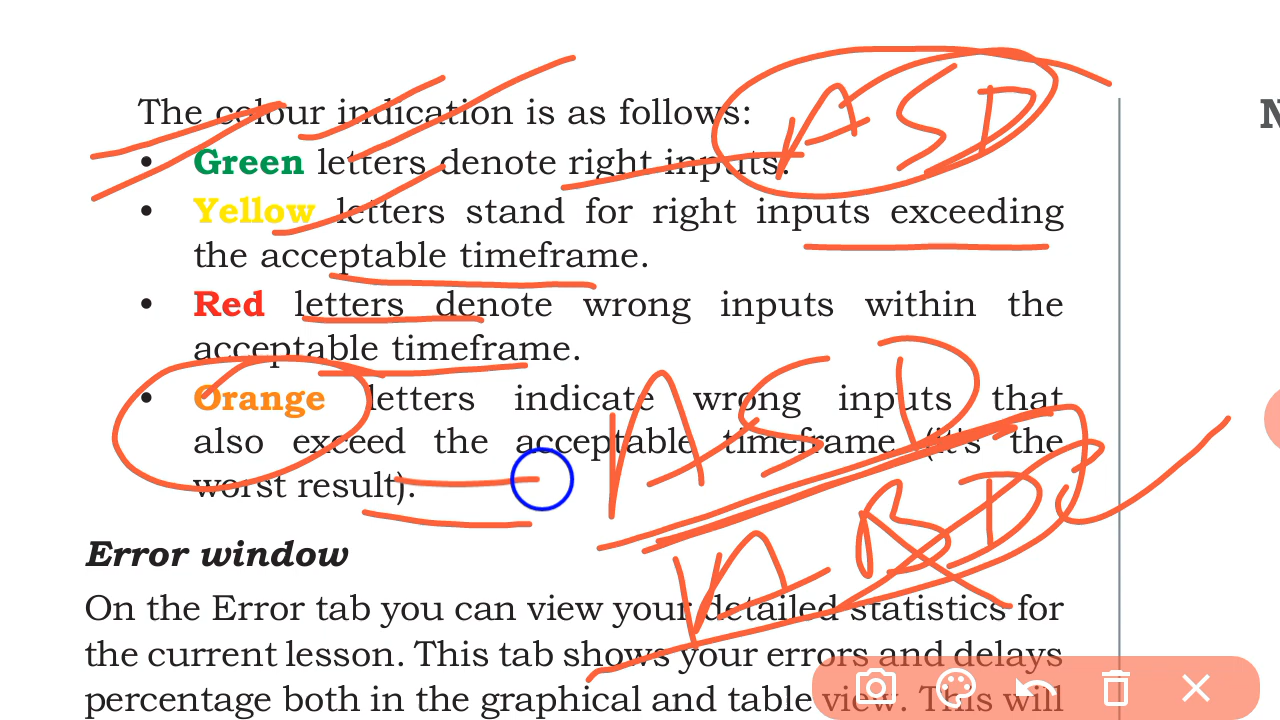 The colour indication is as follows:
ASD
• Green letters denote right inputs.
• Yellow letters stand for right inputs exceeding
the acceptable timeframe.
• Red letters denote wrong inputs within the
acceptable timeframe.
• Orange letters indicate wrong inputs that
also exceed the acceptable timeframe (it's the
worst result).
ASD
ABD
Error window
On the Error tab you can view your detailed statistics for
the current lesson. This tab shows your errors and delays
percentage both in the graphical and table view. This will
N